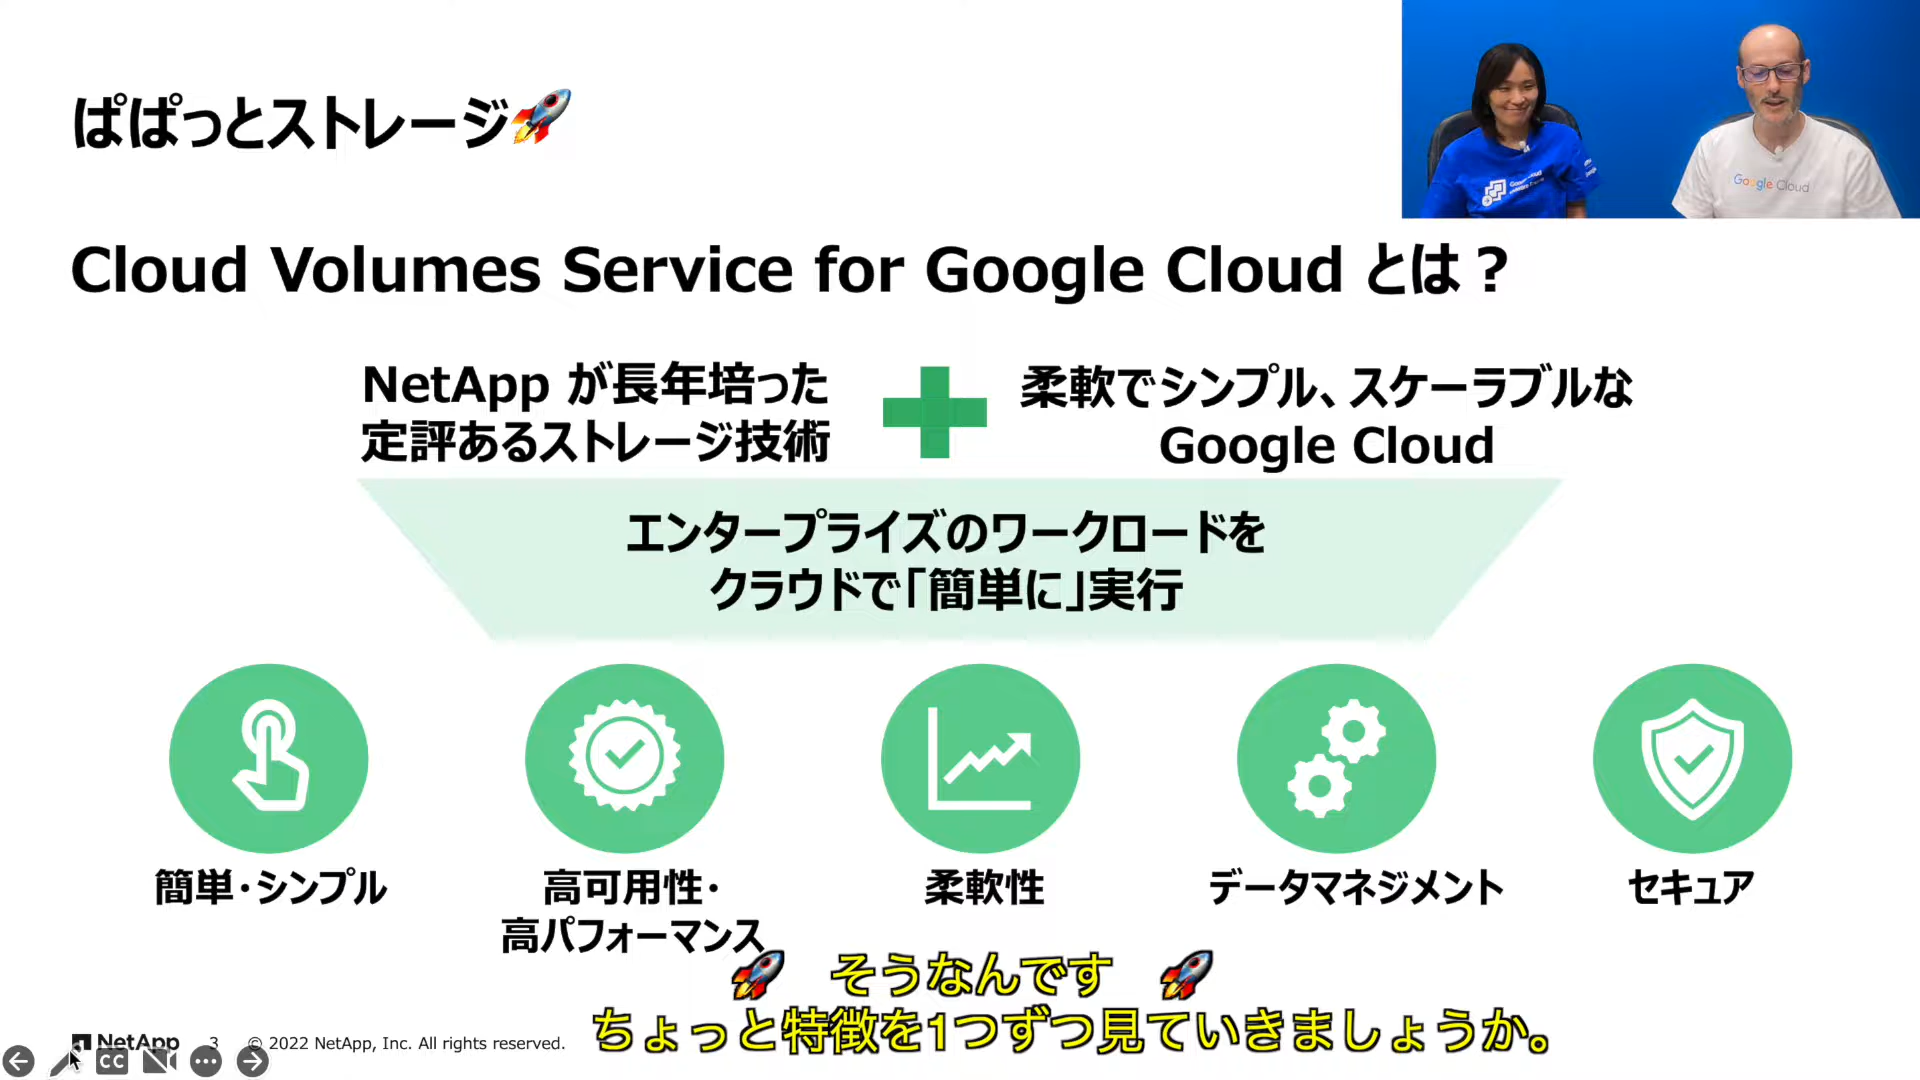 ぱぱっとストレージ🚀
Google Cloud
Cloud Volumes Service for Google Cloud とは？
NetApp が長年培った
定評あるストレージ技術
柔軟でシンプル、スケーラブルな
Google Cloud
エンタープライズのワークロードを
クラウドで「簡単に」実行
簡単・シンプル
高可用性・
高パフォーマンス
柔軟性
データマネジメント
セキュア
🚀 そうなんです 🚀
ちょっと特徴を1つずつ見ていきましょうか。
NetApp 3 © 2022 NetApp, Inc. All rights reserved.
CC